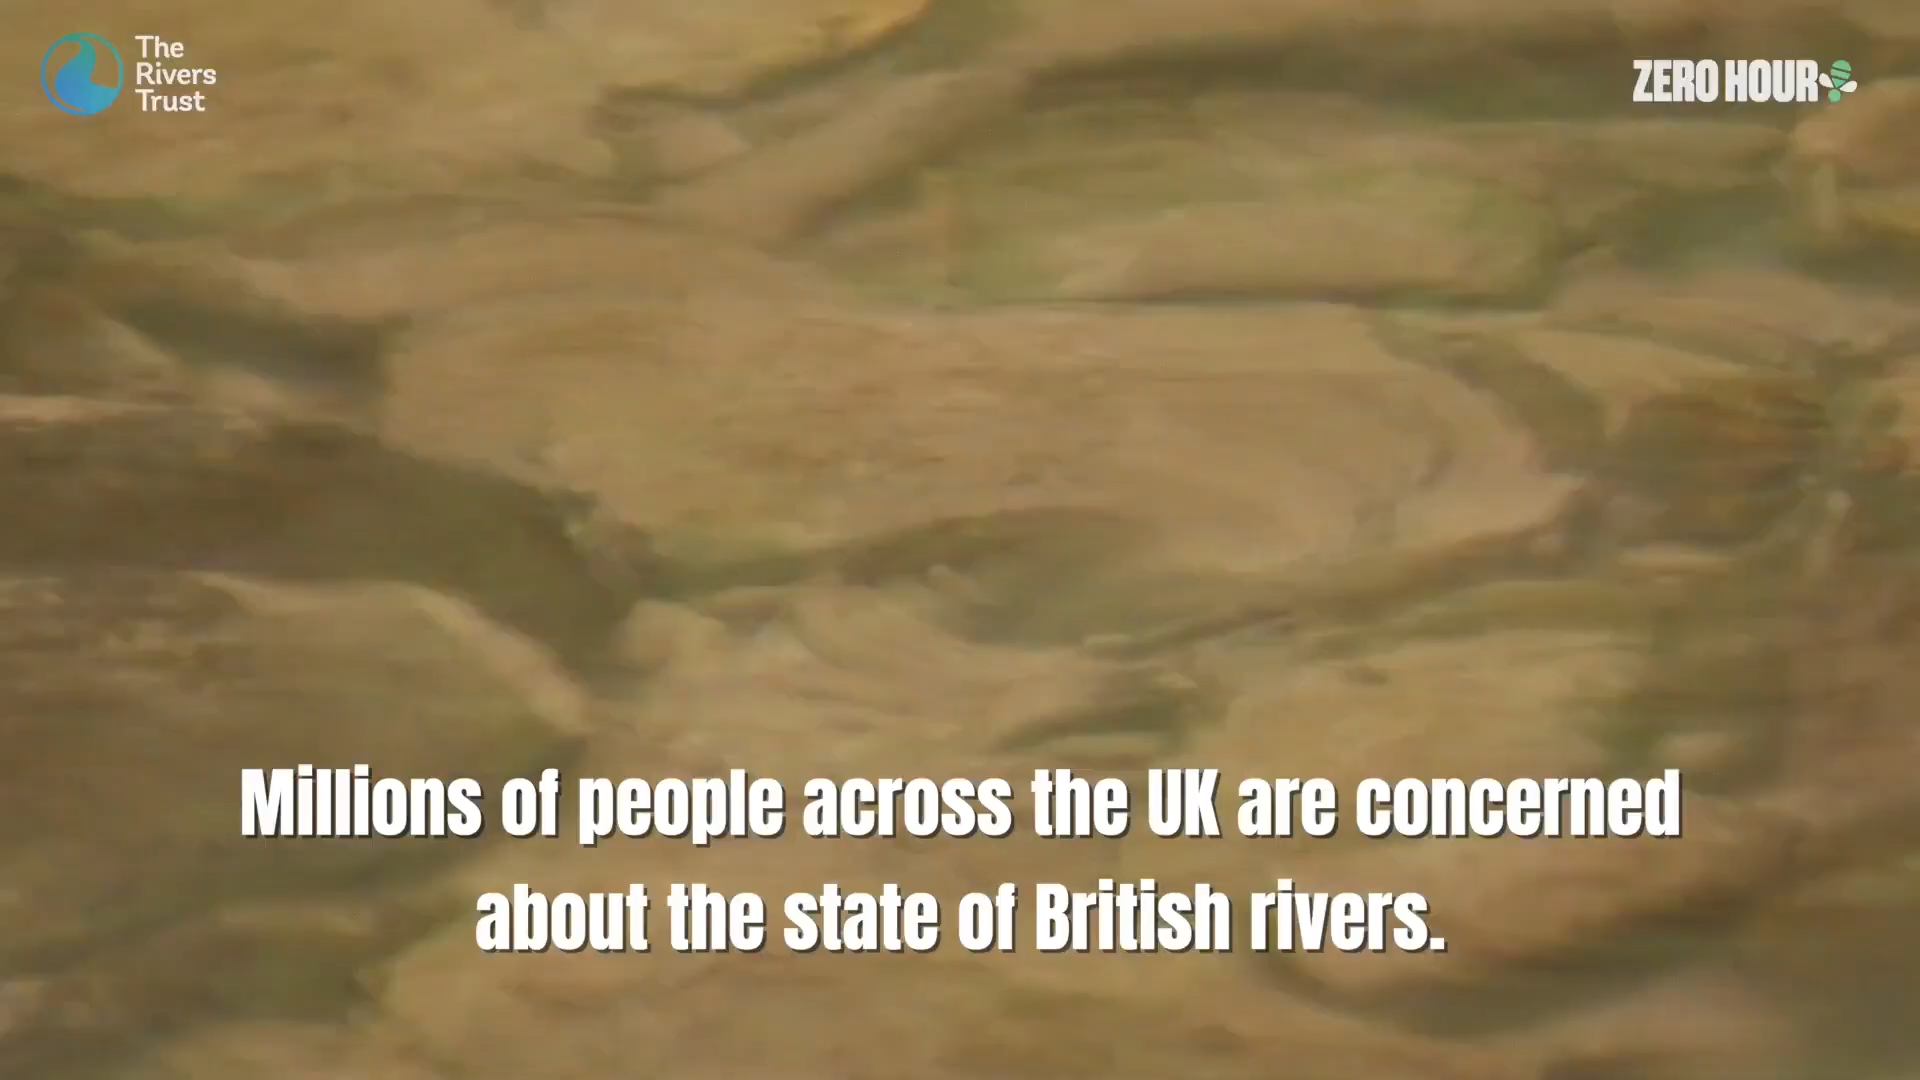 The
Rivers
Trust
ZERO HOUR
Millions of people across the UK are concerned
about the state of British rivers.